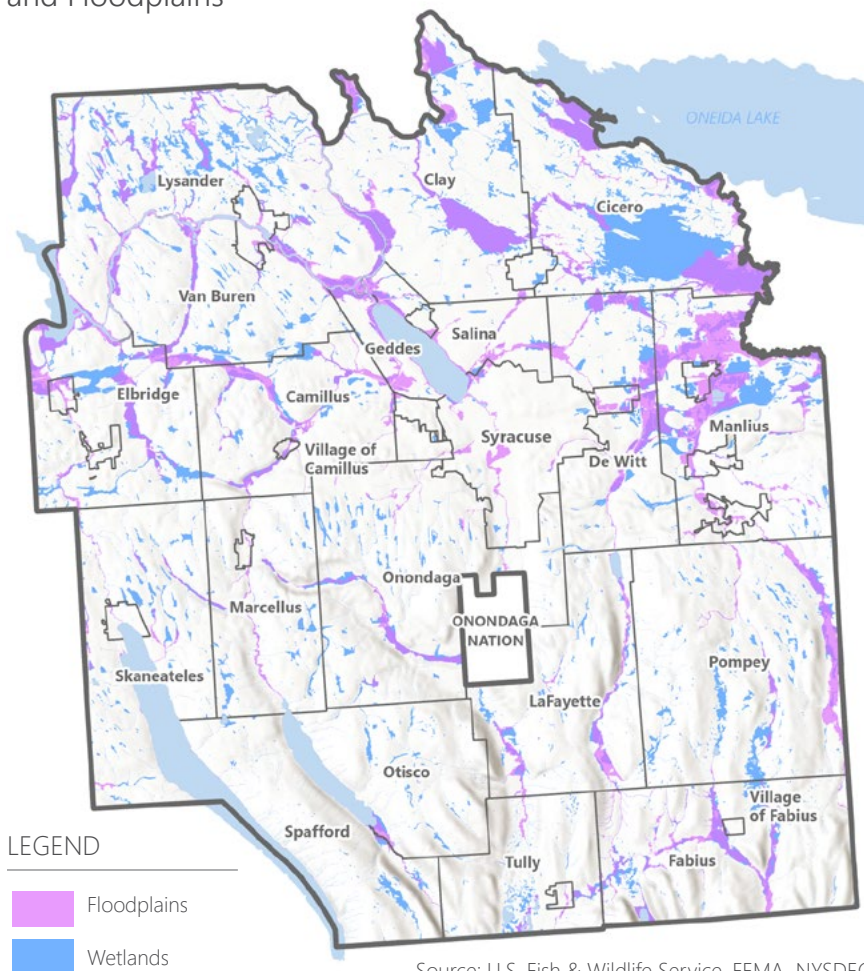 and Floodplains
ONEIDA LAKE
Lysander
Clay
Cicero
Van Buren
Salina
Geddes
Elbridge
Camillus
Manlius
Syracuse
Village of
Camillus
De Witt
Onondaga
Marcellus
ONONDAGA
NATION
Pompey
Skaneateles
LaFayette
Otisco
Village
of Fabius
Spafford
LEGEND
Tully
Fabius
Floodplains
Wetlands
Source: U.S. Fish & Wildlife Service, FEMA, NYSDEC